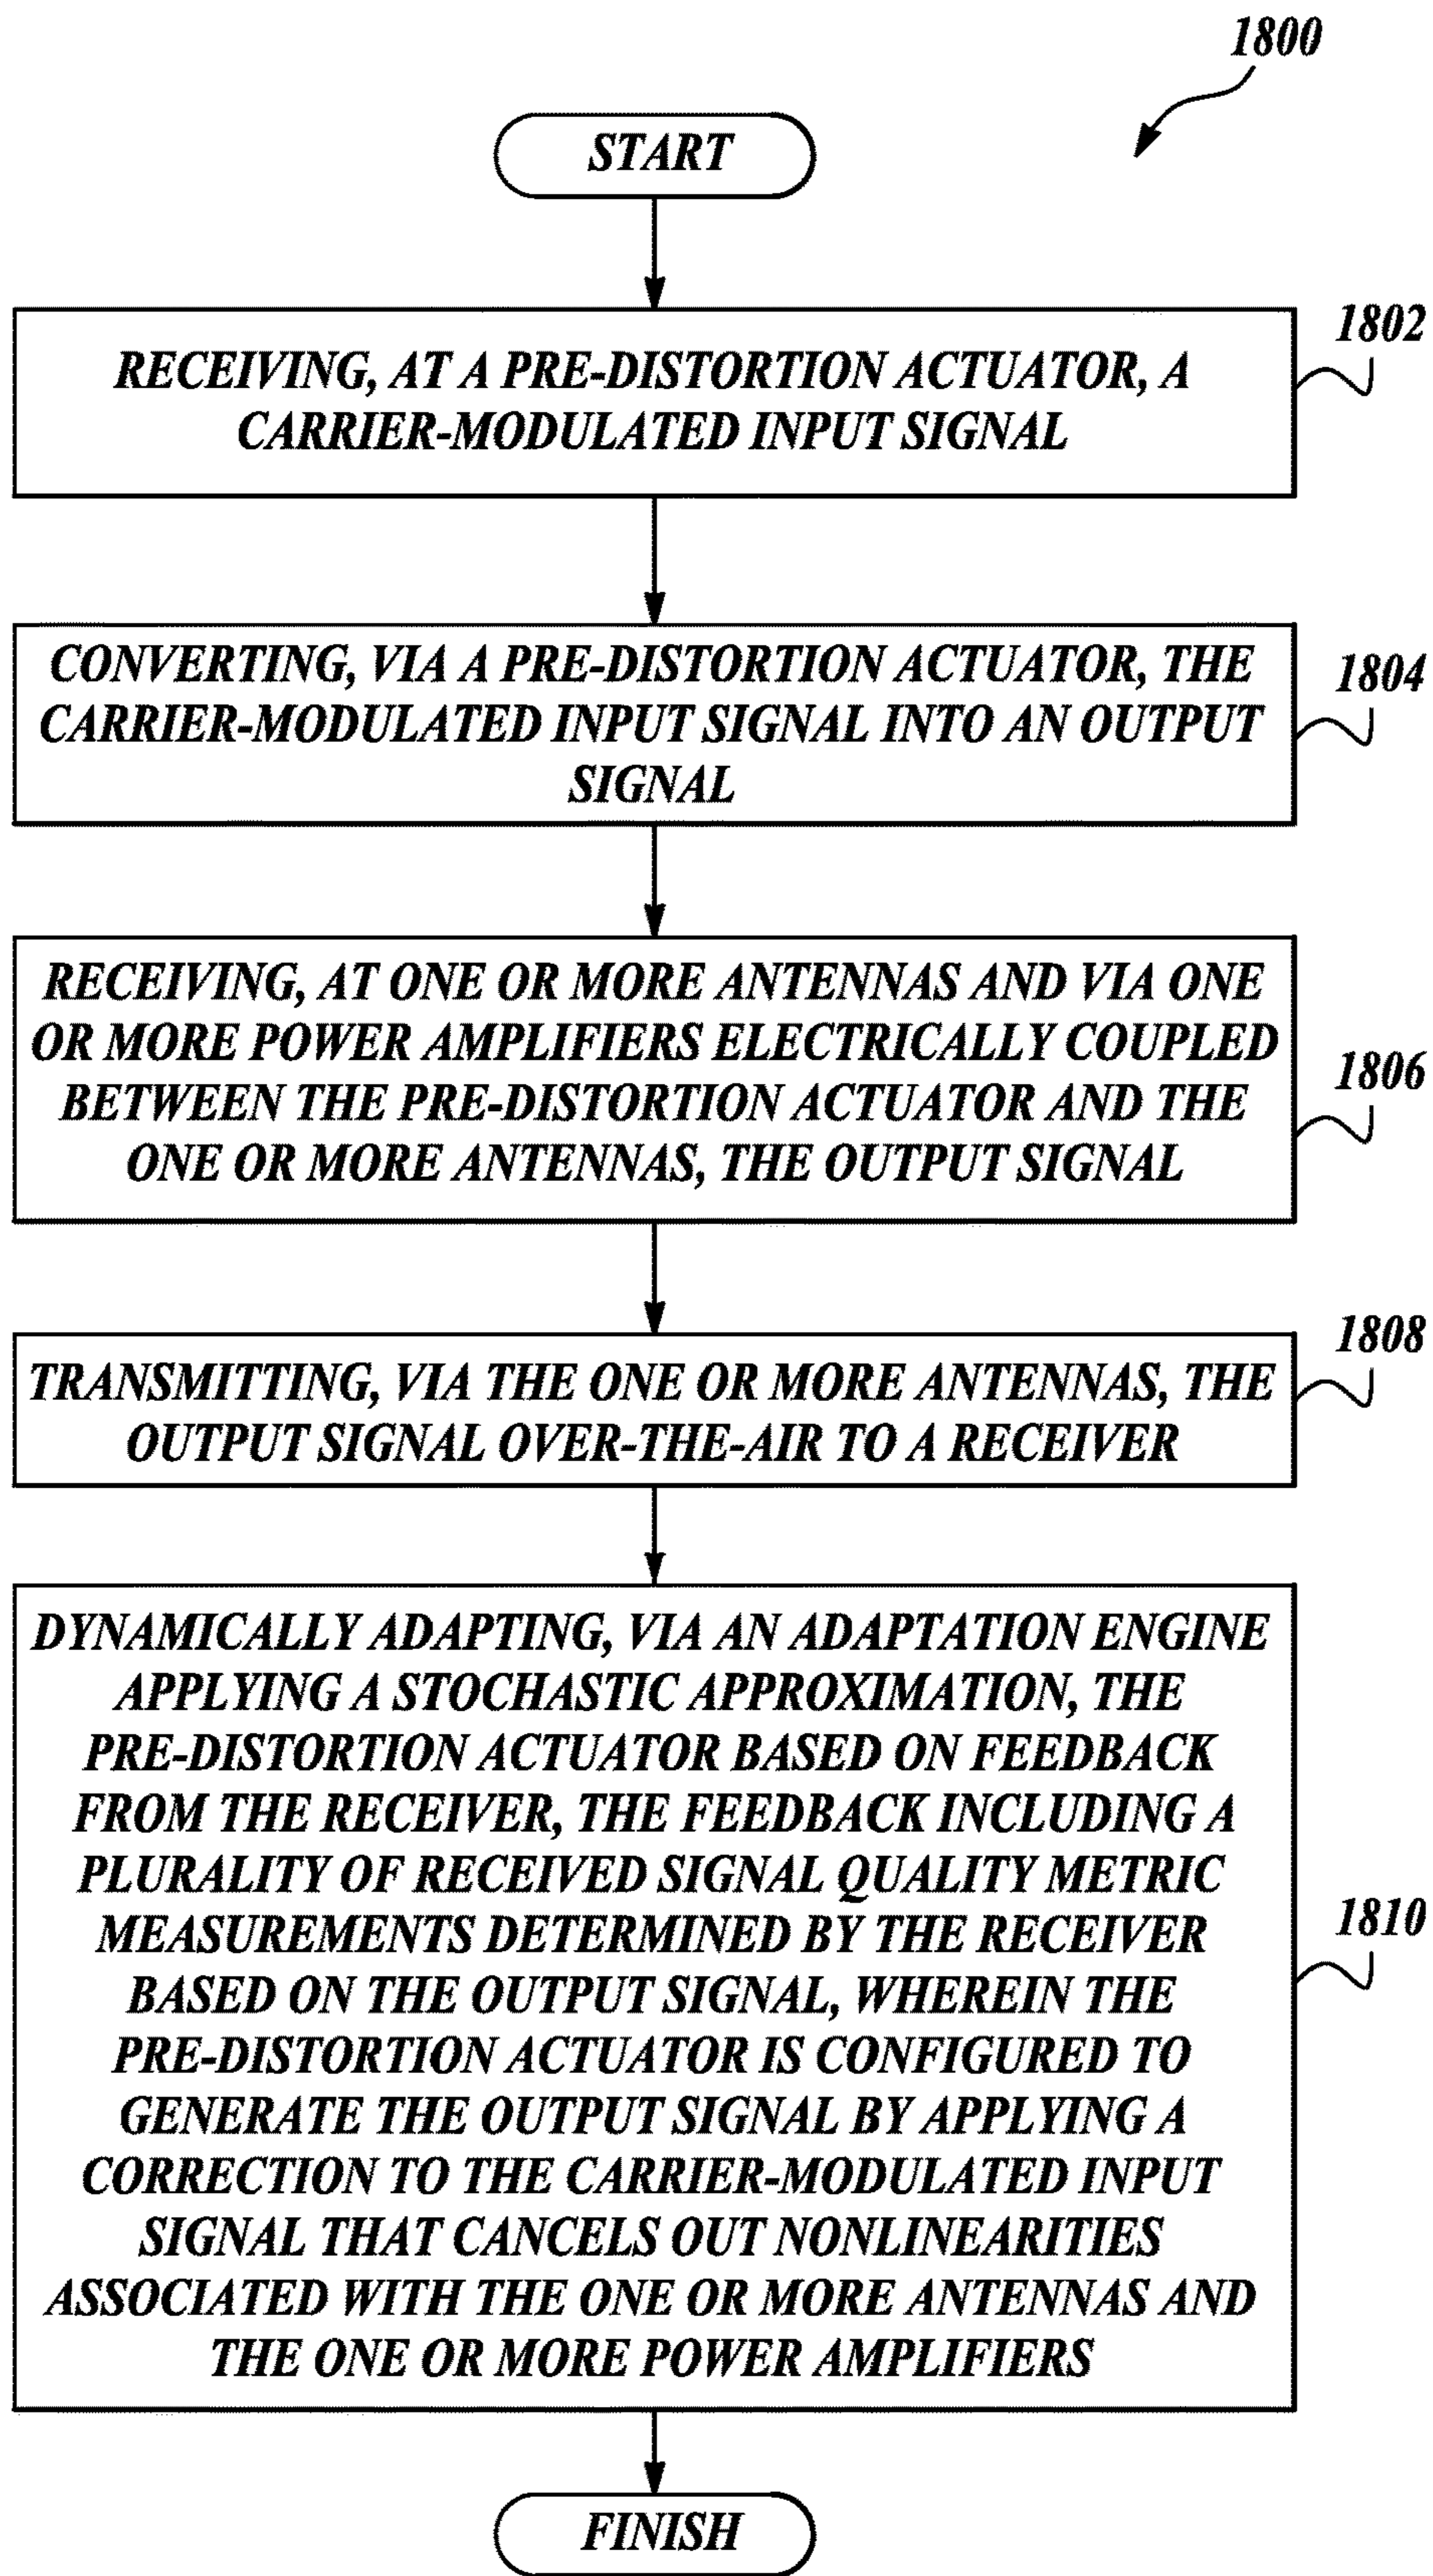 1800
START
1802
RECEIVING, AT A PRE-DISTORTION ACTUATOR, A
CARRIER-MODULATED INPUT SIGNAL
1804
CONVERTING, VIA A PRE-DISTORTION ACTUATOR, THE
CARRIER-MODULATED INPUT SIGNAL INTO AN OUTPUT
SIGNAL
1806
RECEIVING, AT ONE OR MORE ANTENNAS AND VIA ONE
OR MORE POWER AMPLIFIERS ELECTRICALLY COUPLED
BETWEEN THE PRE-DISTORTION ACTUATOR AND THE
ONE OR MORE ANTENNAS, THE OUTPUT SIGNAL
1808
TRANSMITTING, VIA THE ONE OR MORE ANTENNAS, THE
OUTPUT SIGNAL OVER-THE-AIR TO A RECEIVER
1810
DYNAMICALLY ADAPTING, VIA AN ADAPTATION ENGINE
APPLYING A STOCHASTIC APPROXIMATION, THE
PRE-DISTORTION ACTUATOR BASED ON FEEDBACK
FROM THE RECEIVER, THE FEEDBACK INCLUDING A
PLURALITY OF RECEIVED SIGNAL QUALITY METRIC
MEASUREMENTS DETERMINED BY THE RECEIVER
BASED ON THE OUTPUT SIGNAL, WHEREIN THE
PRE-DISTORTION ACTUATOR IS CONFIGURED TO
GENERATE THE OUTPUT SIGNAL BY APPLYING A
CORRECTION TO THE CARRIER-MODULATED INPUT
SIGNAL THAT CANCELS OUT NONLINEARITIES
ASSOCIATED WITH THE ONE OR MORE ANTENNAS AND
THE ONE OR MORE POWER AMPLIFIERS
FINISH